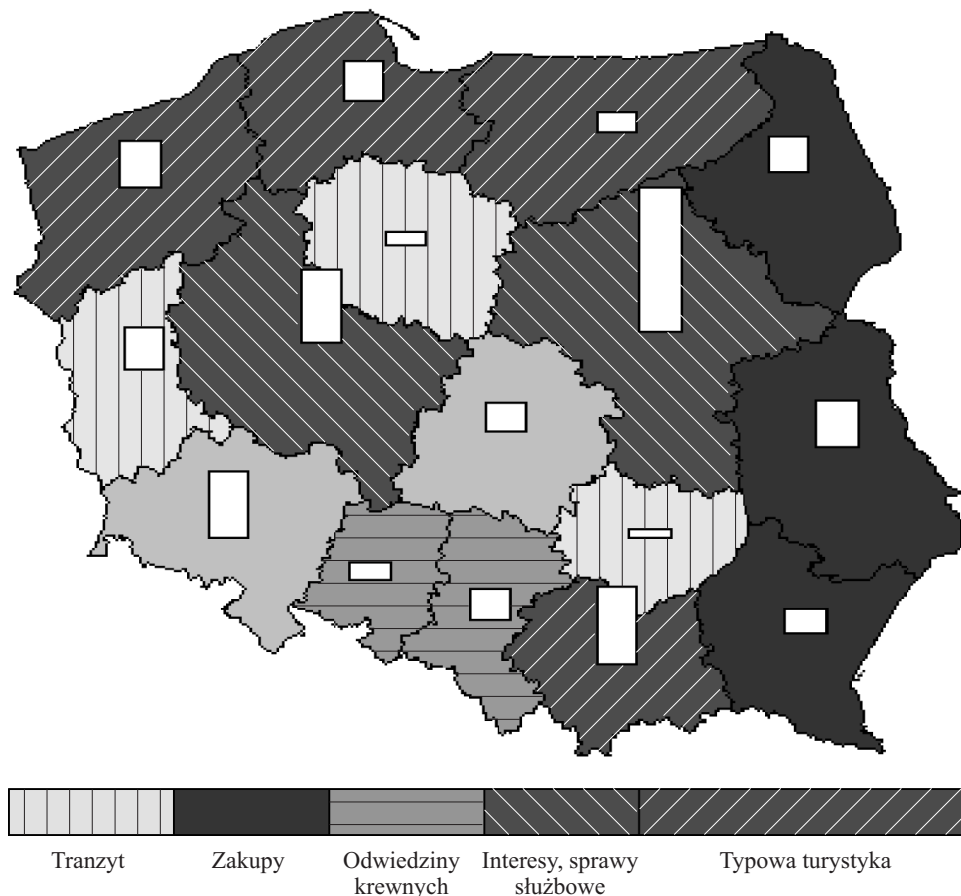 Tranzyt
Zakupy
Odwiedziny
krewnych
Interesy, sprawy
służbowe
Typowa turystyka